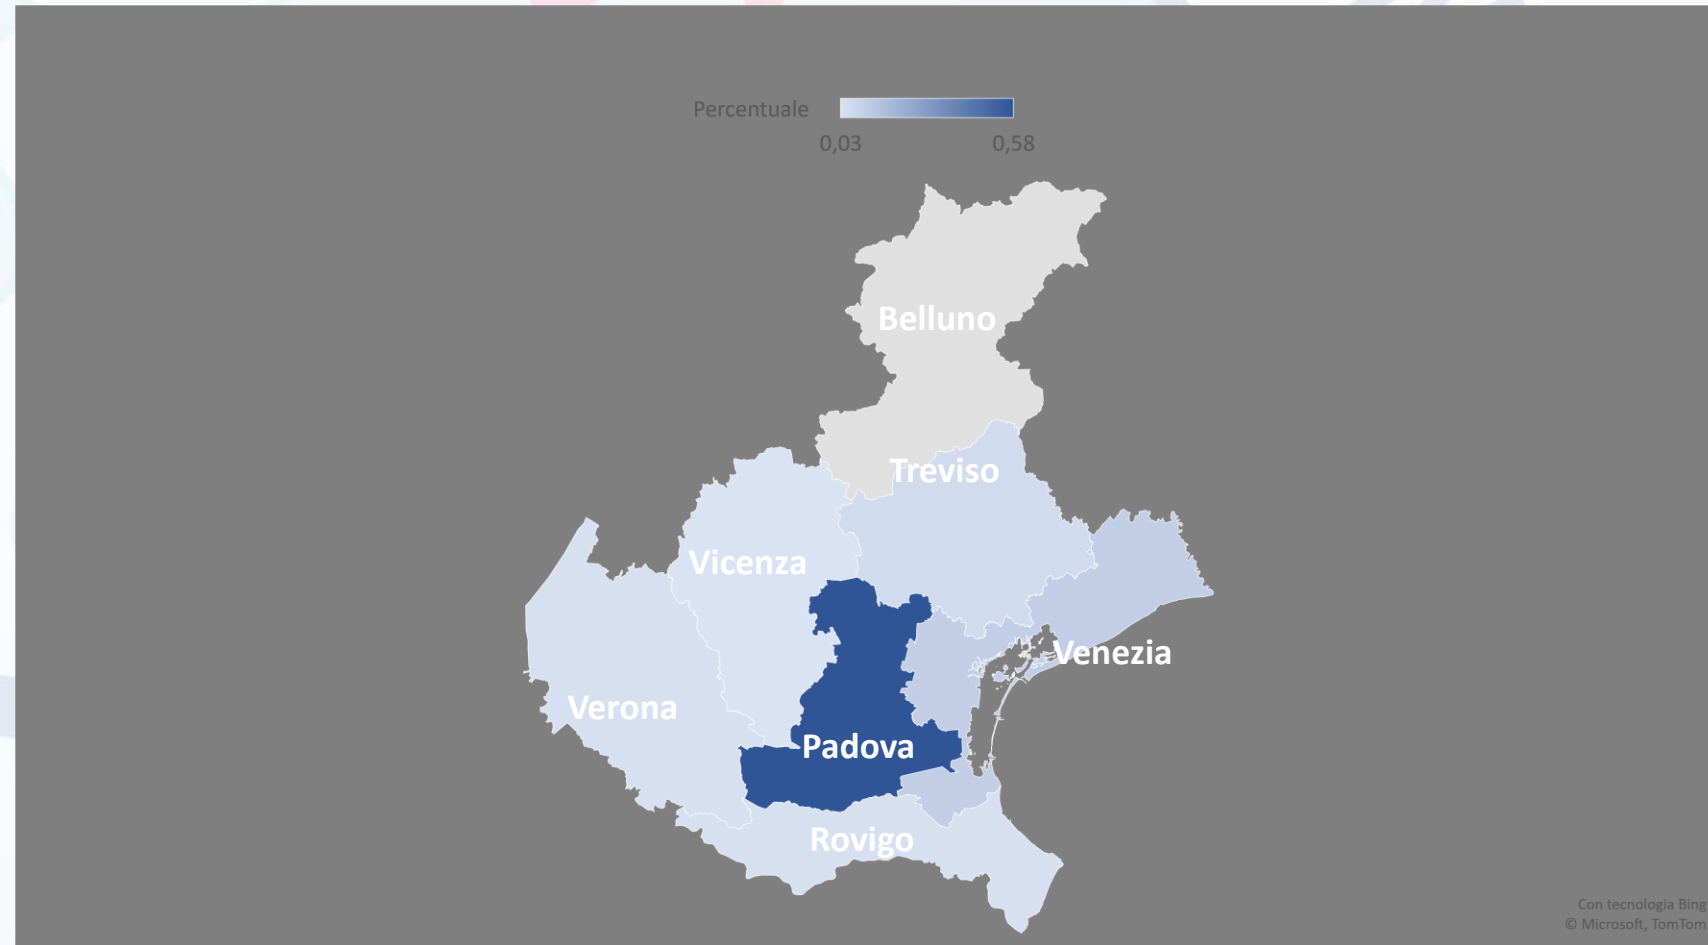 Percentuale
0,03 0,58
Belluno
Treviso
Vicenza
Venezia
Verona
Padova
Rovigo
Con tecnologia Bing
© Microsoft, TomTom